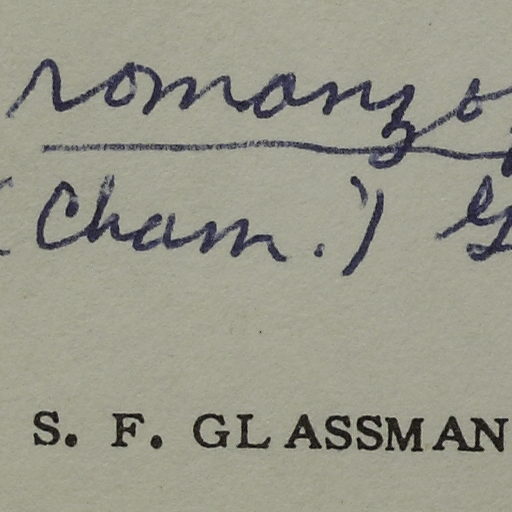 romanzo
(Cham.) G
S. F. GLASSMAN